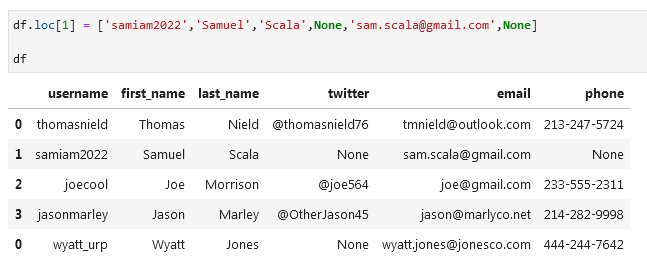 df.loc[1] = ['samiam2022','Samuel','Scala',None,'sam.scala@gmail.com',None]
df
username first_name last_name twitter email phone
0 thomasnield Thomas Nield @thomasnield76 tmnield@outlook.com 213-247-5724
1 samiam2022 Samuel Scala None sam.scala@gmail.com None
2 joecool Joe Morrison @joe564 joe@gmail.com 233-555-2311
3 jasonmarley Jason Marley @OtherJason45 jason@marlyco.net 214-282-9998
0 wyatt_urp Wyatt Jones None wyatt.jones@jonesco.com 444-244-7642